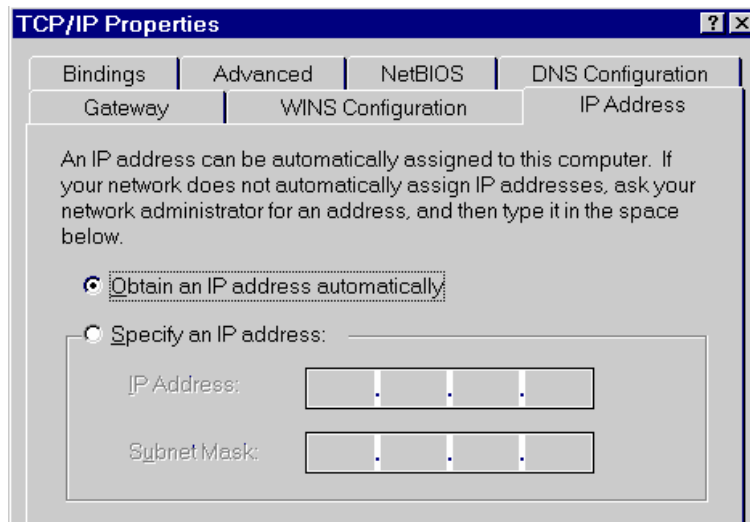 TCP/IP Properties
Bindings Advanced NetBIOS DNS Configuration
Gateway WINS Configuration IP Address
An IP address can be automatically assigned to this computer. If
your network does not automatically assign IP addresses, ask your
network administrator for an address, and then type it in the space
below.
Obtain an IP address automatically
Specify an IP address:
IP Address: . . .
Subnet Mask: . . .